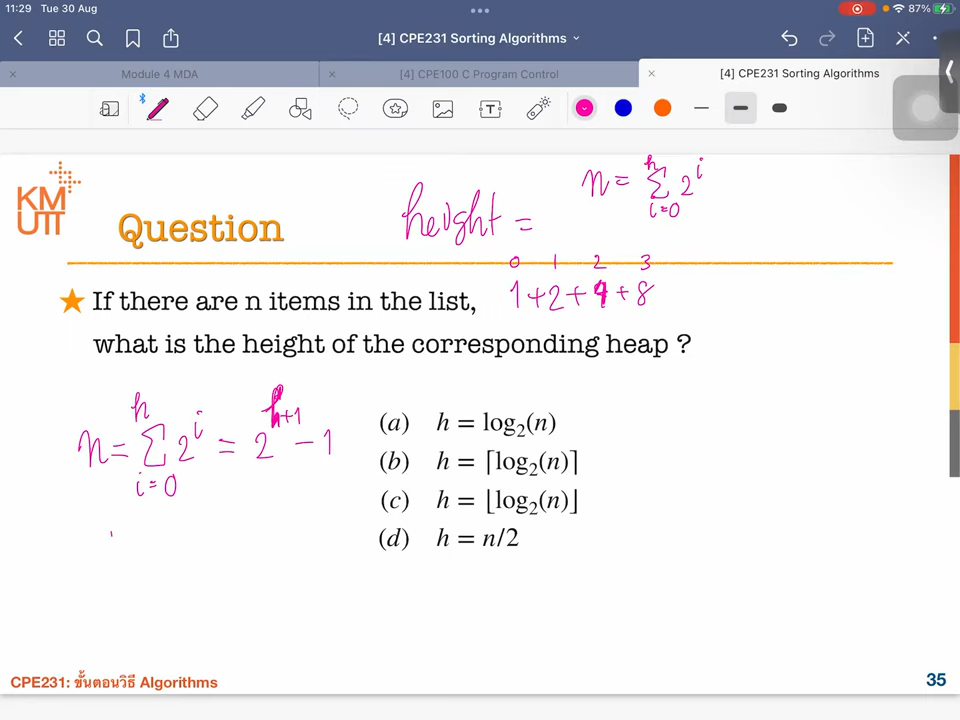 11:29 Tue 30 Aug 87%
[4] CPE231 Sorting Algorithms
Module 4 MDA
[4] CPE100 C Program Control
[4] CPE231 Sorting Algorithms
T
KM
UTT
Question
height =
n = h Σ i=0 2^i
0 1 2 3
1 + 2 + 4 + 8
★ If there are n items in the list,
what is the height of the corresponding heap ?
n = h Σ i=0 2^i = 2^h+1 − 1
(a) h = log₂(n)
(b) h = ⌈log₂(n)⌉
(c) h = ⌊log₂(n)⌋
(d) h = n/2
CPE231: ขั้นตอนวิธี Algorithms
35